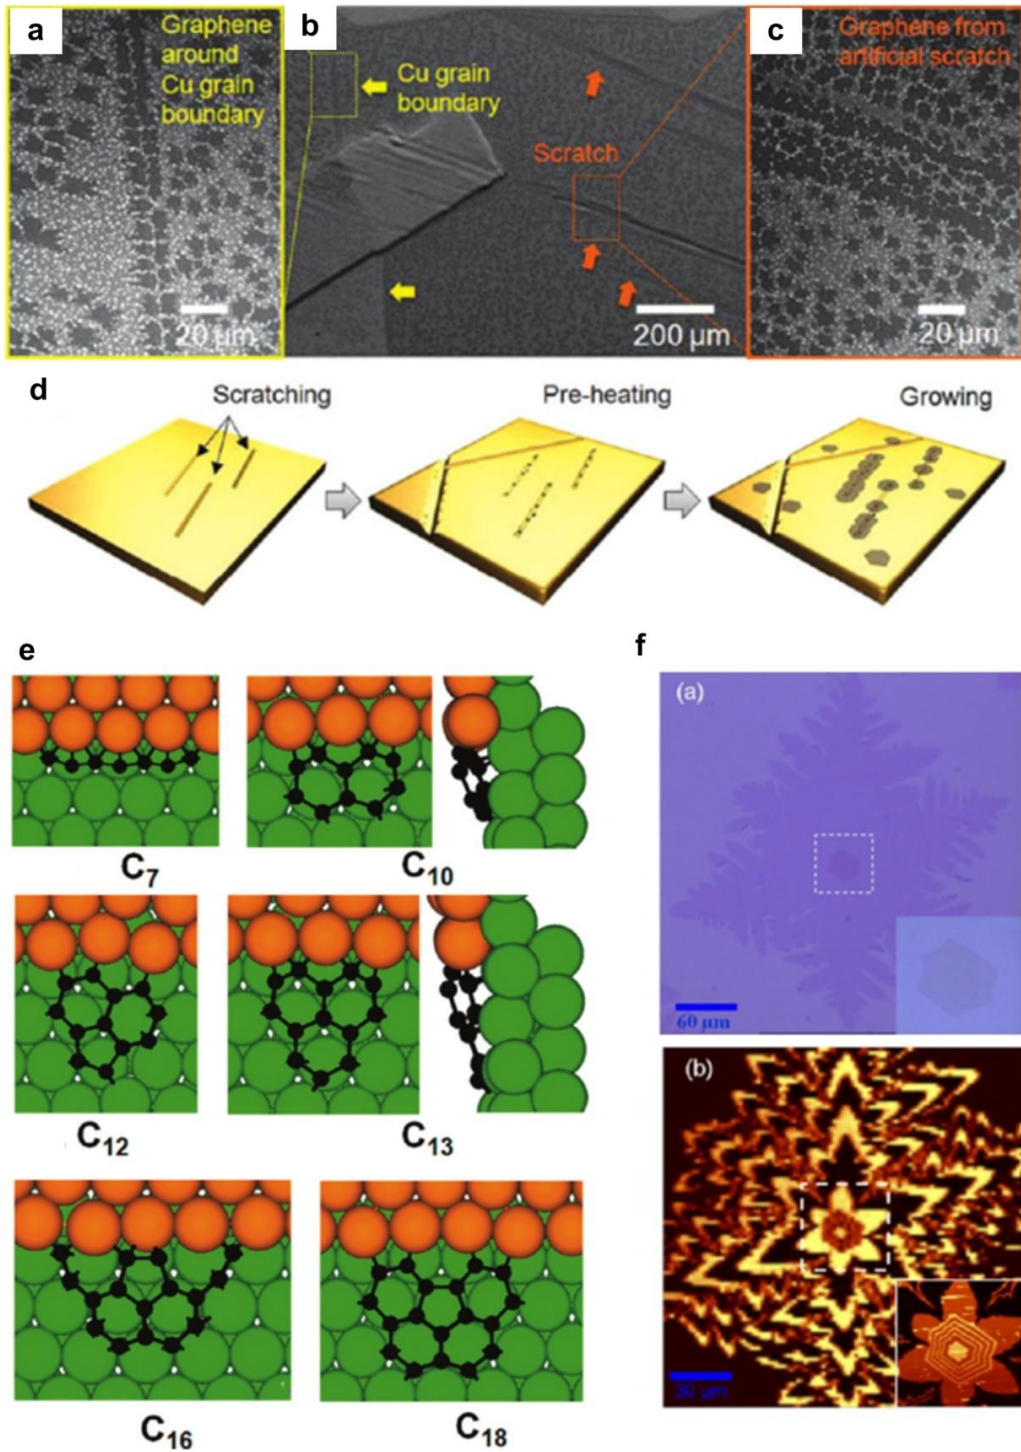 a
Graphene
around
Cu grain
boundary
20 µm
b
Cu grain
boundary
Scratch
200 µm
c
Graphene from
artificial scratch
20 µm
d
Scratching
Pre-heating
Growing
e
C₇
C₁₀
C₁₂
C₁₃
C₁₆
C₁₈
f
(a)
60 µm
(b)
30 µm